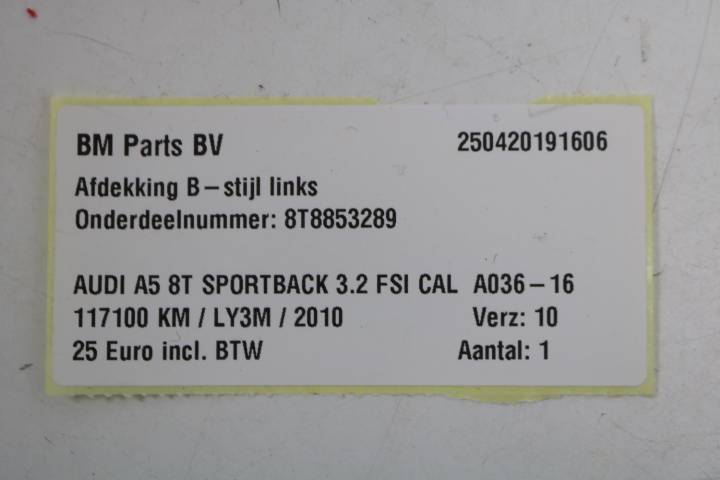 BM Parts BV 250420191606
Afdekking B-stijl links
Onderdeelnummer: 8T8853289
AUDI A5 8T SPORTBACK 3.2 FSI CAL A036-16
117100 KM / LY3M / 2010 Verz: 10
25 Euro incl. BTW Aantal: 1